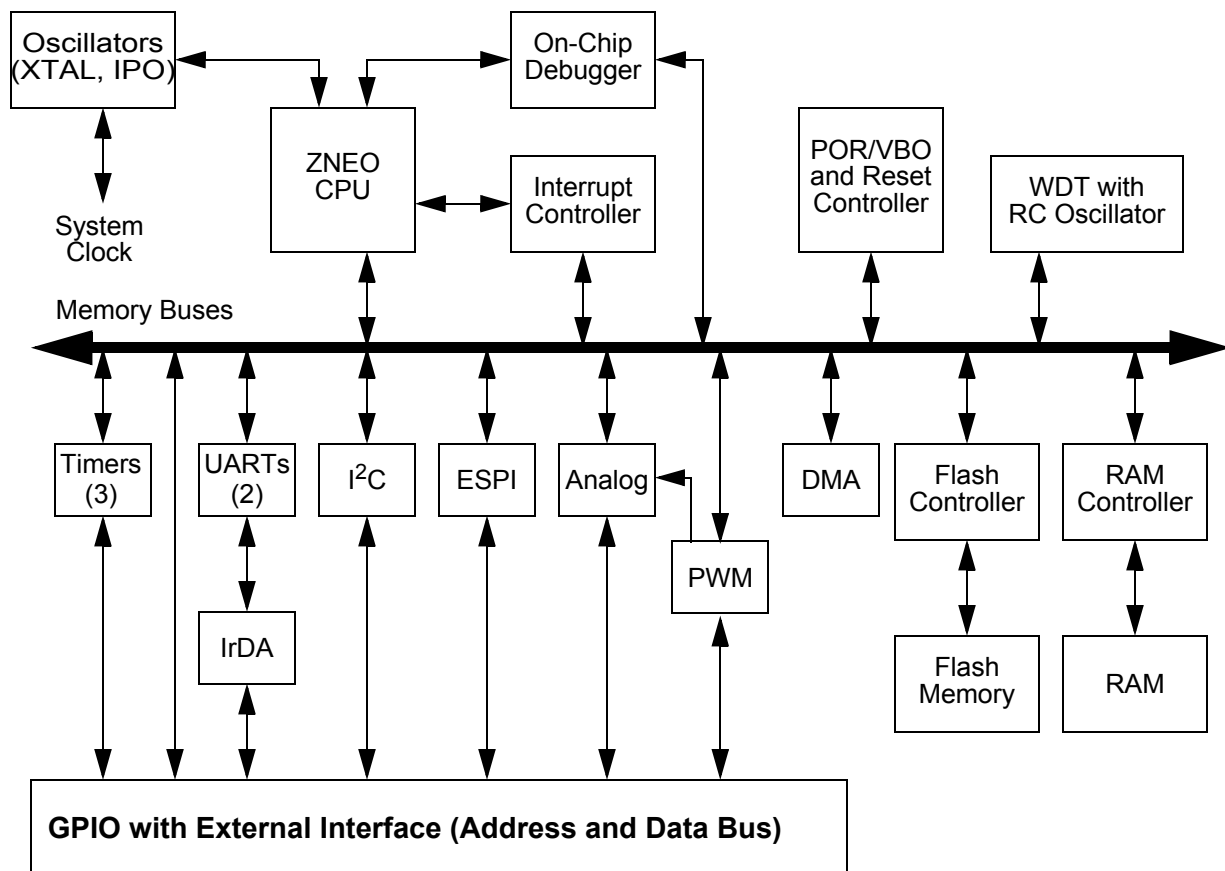 Oscillators
(XTAL, IPO)
On-Chip
Debugger
ZNEO
CPU
Interrupt
Controller
POR/VBO
and Reset
Controller
WDT with
RC Oscillator
System
Clock
Memory Buses
Timers
(3)
UARTs
(2)
I²C
ESPI
Analog
DMA
Flash
Controller
RAM
Controller
PWM
IrDA
Flash
Memory
RAM
GPIO with External Interface (Address and Data Bus)